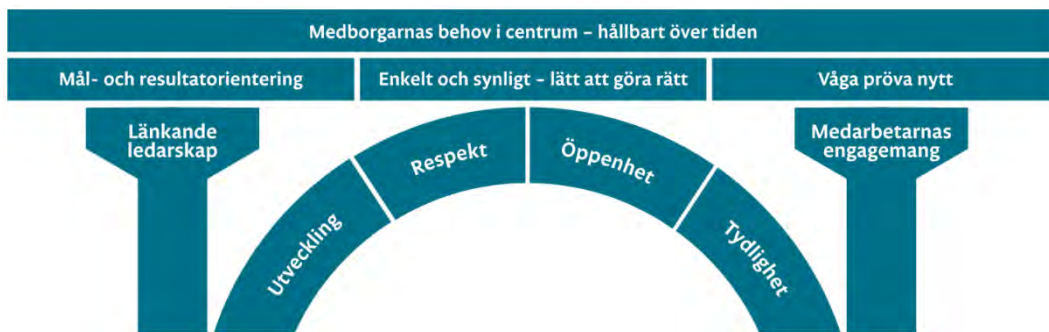 Medborgarnas behov i centrum – hållbart över tiden
Mål- och resultatorientering
Enkelt och synligt – lätt att göra rätt
Våga pröva nytt
Länkande
ledarskap
Utveckling
Respekt
Öppenhet
Tydlighet
Medarbetarnas
engagemang